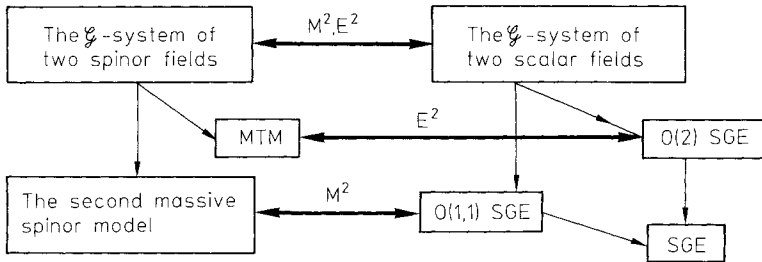 The 𝒢-system of
two spinor fields
M²,E²
The 𝒢-system of
two scalar fields
MTM
E²
O(2) SGE
The second massive
spinor model
M²
O(1,1) SGE
SGE